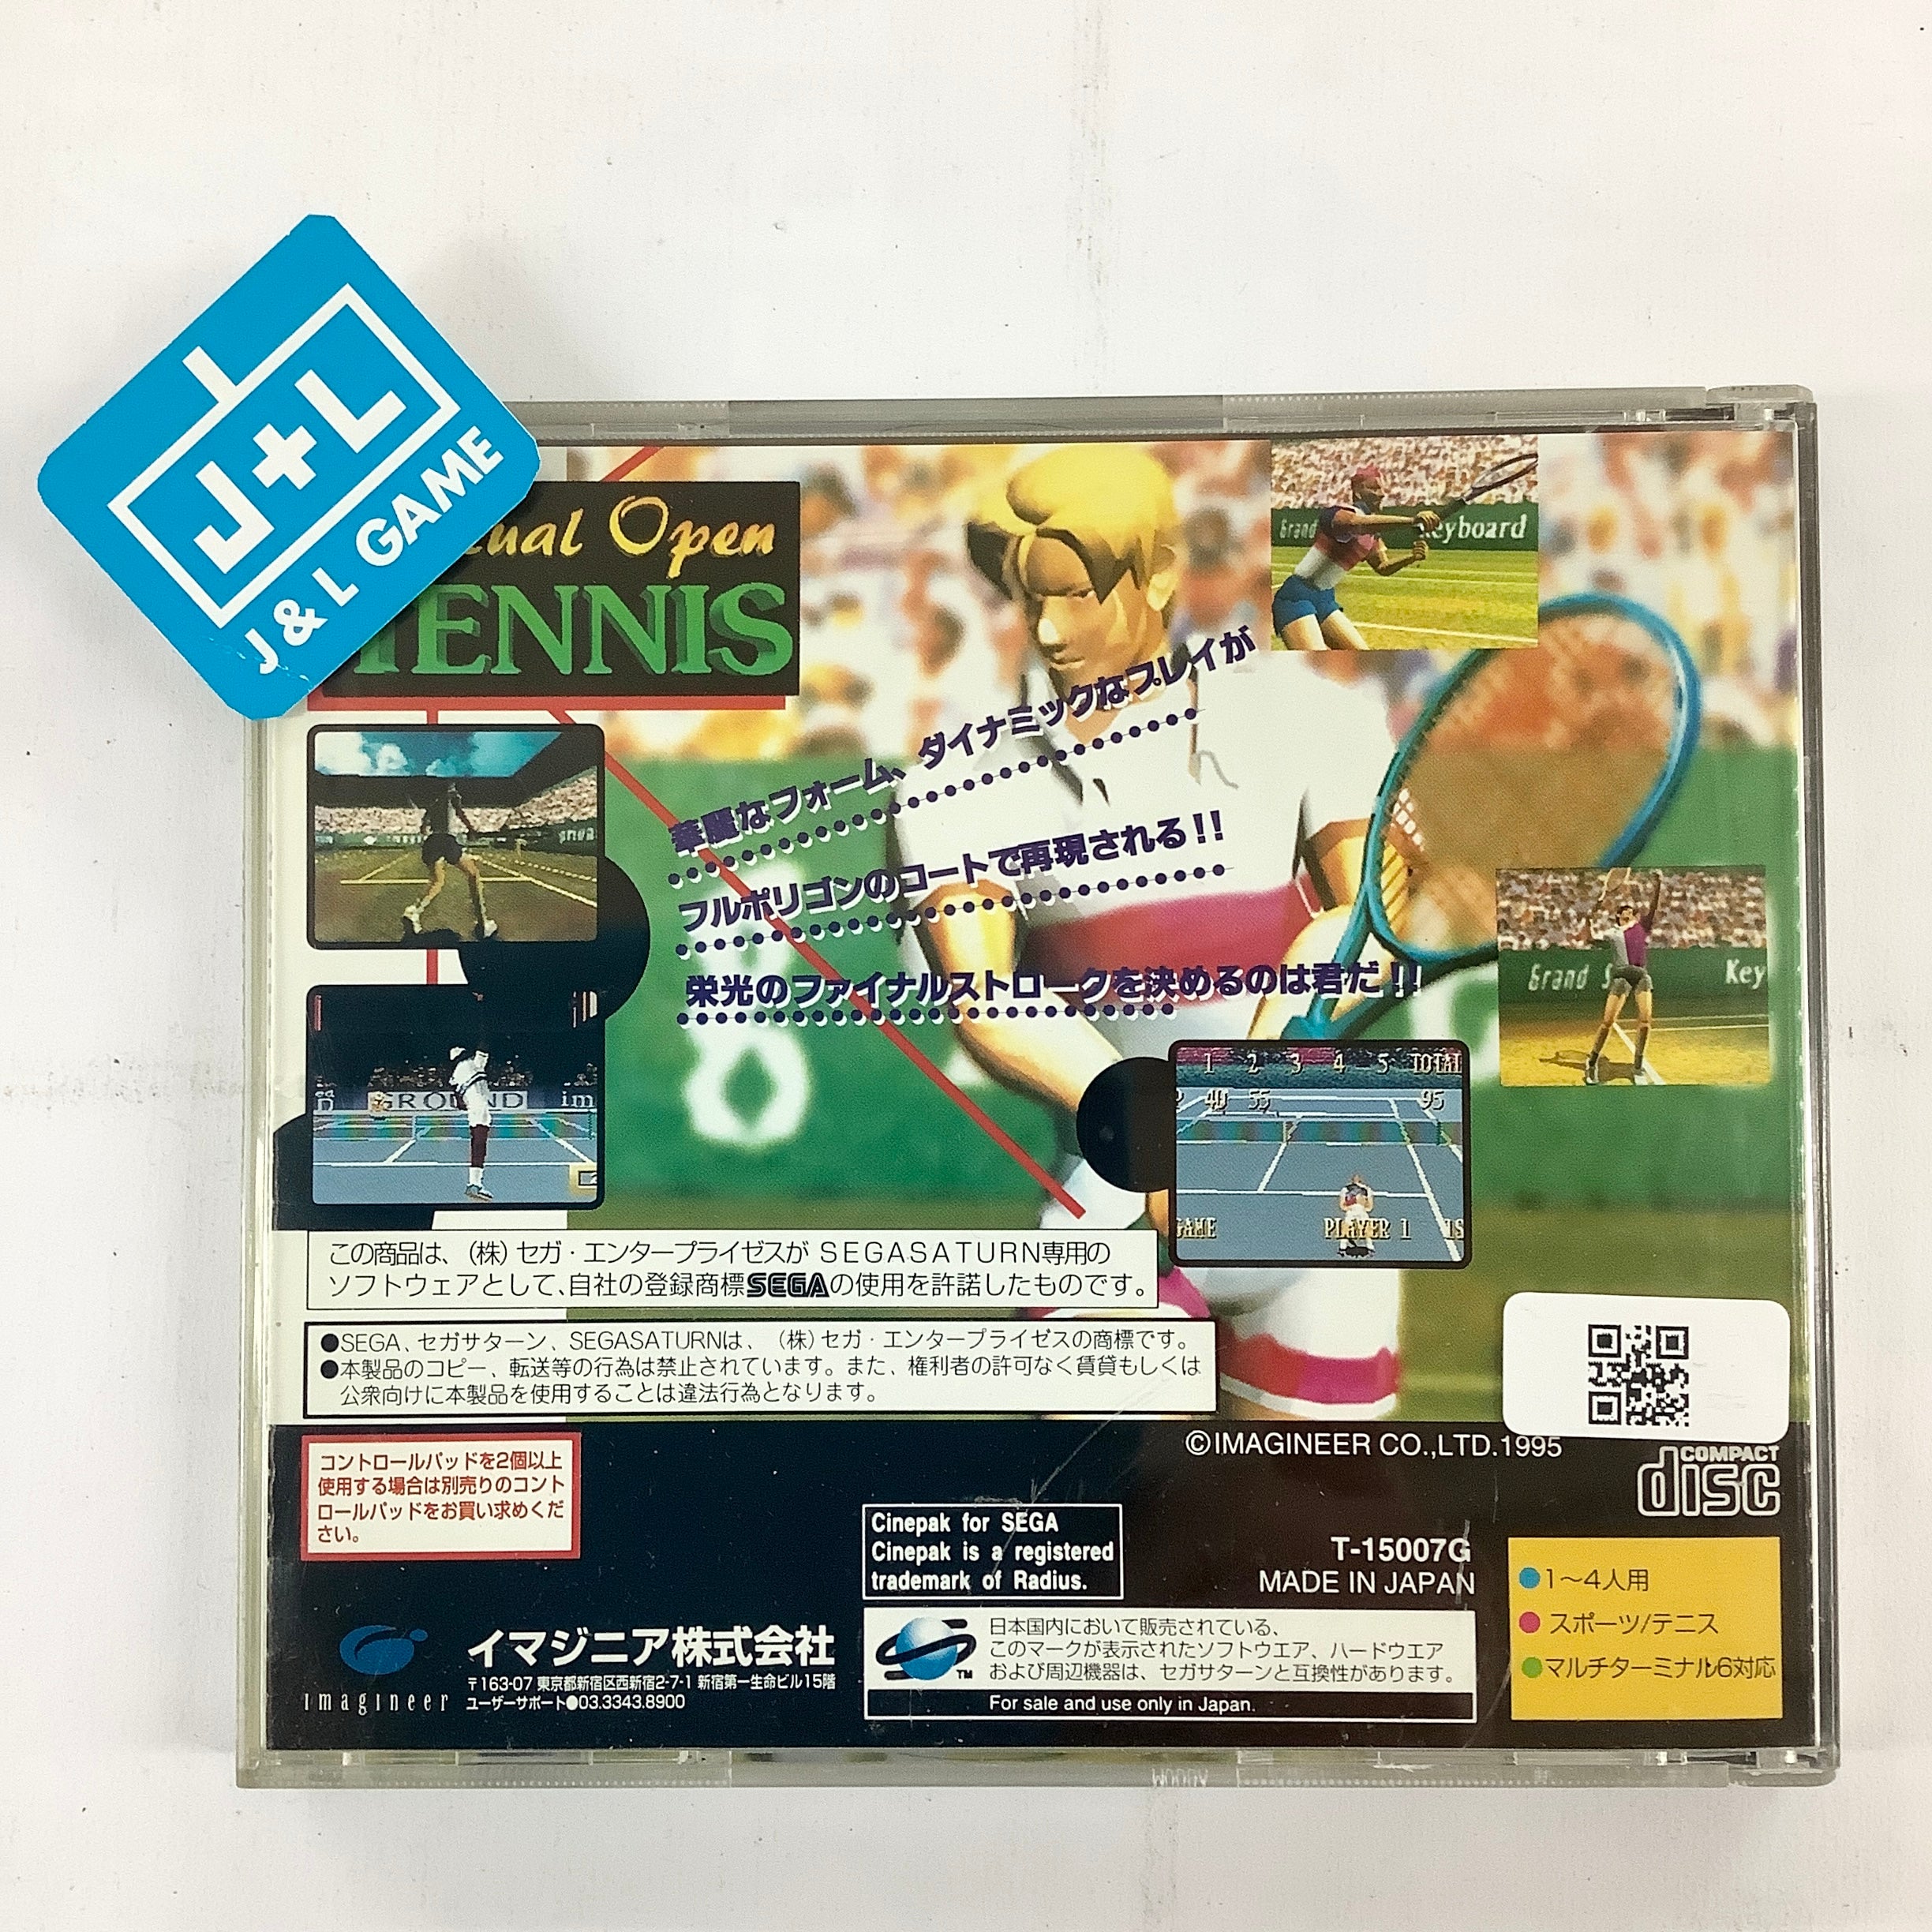 J+L
J & L GAME
Open
TENNIS
Grand Keyboard
華麗なフォーム、ダイナミックなプレイが
フルポリゴンのコートで再現される!!
栄光のファイナルストロークを決めるのは君だ!!
Grand S Key
GROUND im
1 2 3 4 5 TOTAL
40 55 95
GAME PLAYER 1
この商品は、(株)セガ・エンタープライゼスが SEGASATURN専用の
ソフトウェアとして、自社の登録商標SEGAの使用を許諾したものです。
●SEGA、セガサターン、SEGASATURNは、(株)セガ・エンタープライゼスの商標です。
●本製品のコピー、転送等の行為は禁止されています。また、権利者の許可なく賃貸もしくは
公衆向けに本製品を使用することは違法行為となります。
コントロールパッドを2個以上
使用する場合は別売りのコント
ロールパッドをお買い求めくだ
さい。
©IMAGINEER CO.,LTD.1995
COMPACT
disc
Cinepak for SEGA
Cinepak is a registered
trademark of Radius.
T-15007G
MADE IN JAPAN
●1〜4人用
●スポーツ/テニス
●マルチターミナル6対応
imagineer
イマジニア株式会社
〒163-07 東京都新宿区西新宿2-7-1 新宿第一生命ビル15階
ユーザーサポート●03.3343.8900
日本国内において販売されている、
このマークが表示されたソフトウエア、ハードウエア
および周辺機器は、セガサターンと互換性があります。
TM
For sale and use only in Japan.